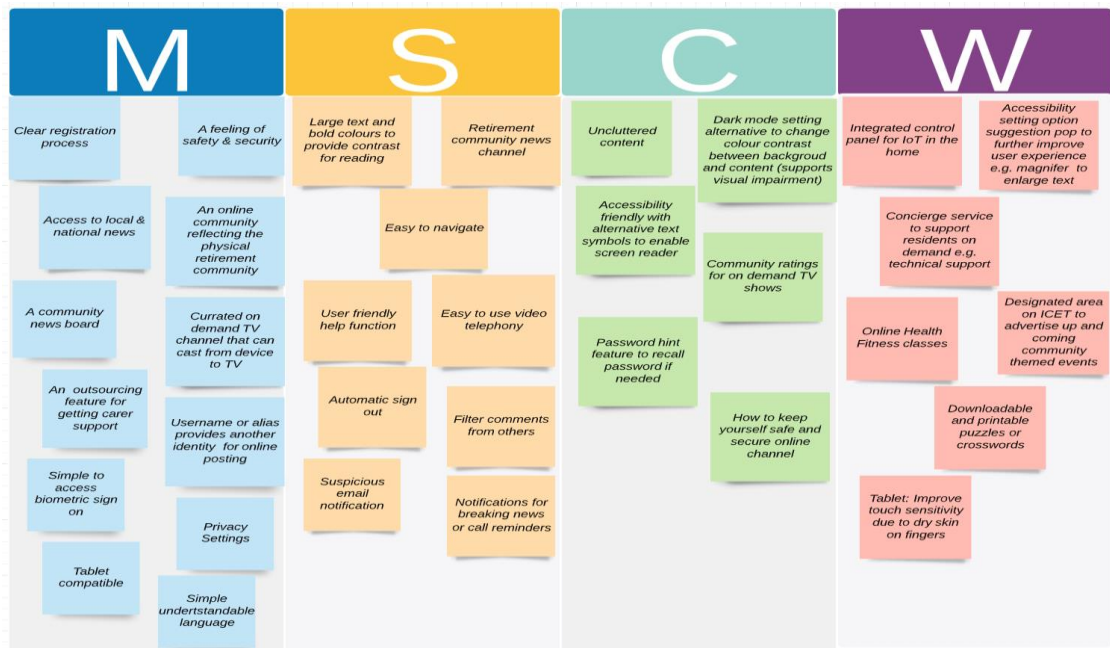 M
S
C
W
Clear registration
process
A feeling of
safety & security
Access to local &
national news
An online
community
reflecting the
physical
retirement
community
A community
news board
Currated on
demand TV
channel that can
cast from device
to TV
An outsourcing
feature for
getting carer
support
Username or alias
provides another
identity for online
posting
Simple to
access
biometric sign
on
Privacy
Settings
Tablet
compatible
Simple
undertstandable
language
Large text and
bold colours to
provide contrast
for reading
Retirement
community news
channel
Easy to navigate
User friendly
help function
Easy to use video
telephony
Automatic sign
out
Filter comments
from others
Suspicious
email
notification
Notifications for
breaking news
or call reminders
Uncluttered
content
Dark mode setting
alternative to change
colour contrast
between backgroud
and content (supports
visual impairment)
Accessibility
friendly with
alternative text
symbols to enable
screen reader
Community ratings
for on demand TV
shows
Password hint
feature to recall
password if
needed
How to keep
yourself safe and
secure online
channel
Integrated control
panel for IoT in the
home
Accessibility
setting option
suggestion pop to
further improve
user experience
e.g. magnifer to
enlarge text
Concierge service
to support
residents on
demand e.g.
technical support
Online Health
Fitness classes
Designated area
on ICET to
advertise up and
coming
community
themed events
Downloadable
and printable
puzzles or
crosswords
Tablet: Improve
touch sensitivity
due to dry skin
on fingers